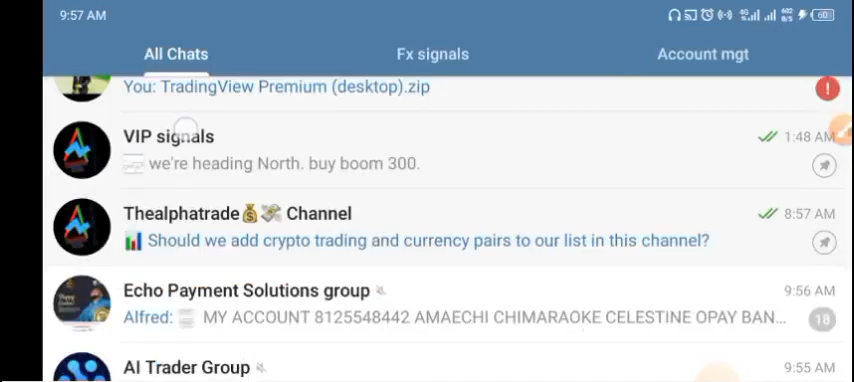 9:57 AM 4G 602 B/S 60
All Chats Fx signals Account mgt
You: TradingView Premium (desktop).zip
VIP signals 1:48 AM
we're heading North. buy boom 300.
Thealphatrade💰💸 Channel 8:57 AM
📊 Should we add crypto trading and currency pairs to our list in this channel?
Echo Payment Solutions group 9:56 AM
Alfred: MY ACCOUNT 8125548442 AMAECHI CHIMARAOKE CELESTINE OPAY BAN... 18
AI Trader Group 9:55 AM